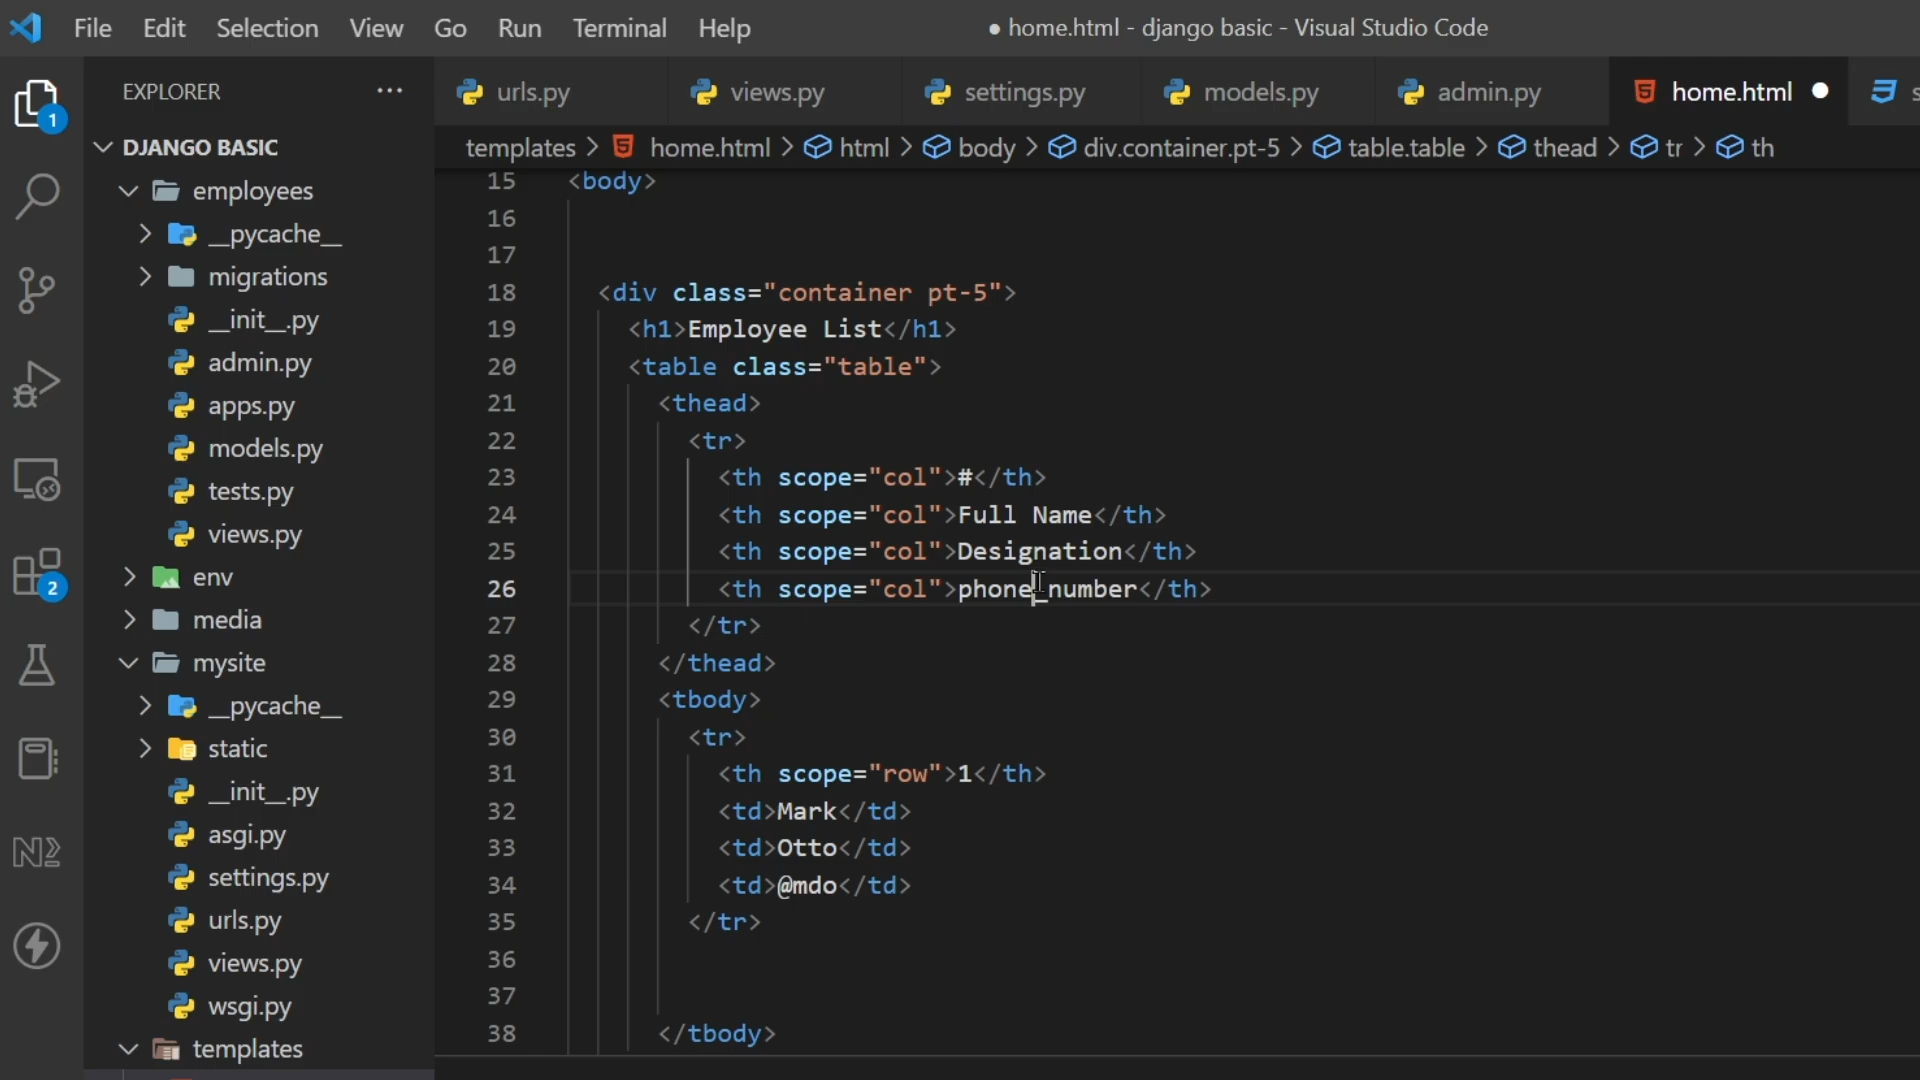 File Edit Selection View Go Run Terminal Help
● home.html - django basic - Visual Studio Code
EXPLORER ···
DJANGO BASIC
employees
__pycache__
migrations
__init__.py
admin.py
apps.py
models.py
tests.py
views.py
env
media
mysite
__pycache__
static
__init__.py
asgi.py
settings.py
urls.py
views.py
wsgi.py
templates
1
2
urls.py views.py settings.py models.py admin.py home.html ●
templates > home.html > html > body > div.container.pt-5 > table.table > thead > tr > th
15 <body>
16
17
18 <div class="container pt-5">
19 <h1>Employee List</h1>
20 <table class="table">
21 <thead>
22 <tr>
23 <th scope="col">#</th>
24 <th scope="col">Full Name</th>
25 <th scope="col">Designation</th>
26 <th scope="col">phone_number</th>
27 </tr>
28 </thead>
29 <tbody>
30 <tr>
31 <th scope="row">1</th>
32 <td>Mark</td>
33 <td>Otto</td>
34 <td>@mdo</td>
35 </tr>
36
37
38 </tbody>